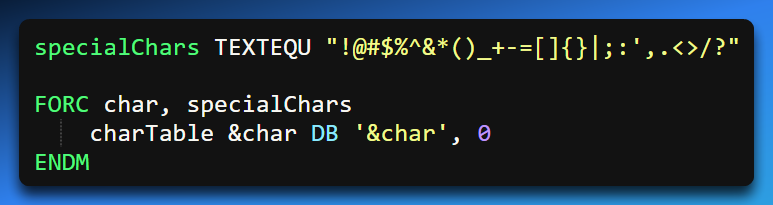 specialChars TEXTEQU "!@#$%^&*()_+-=[]{}|;:',.<>/?"
FORC char, specialChars
charTable &char DB '&char', 0
ENDM